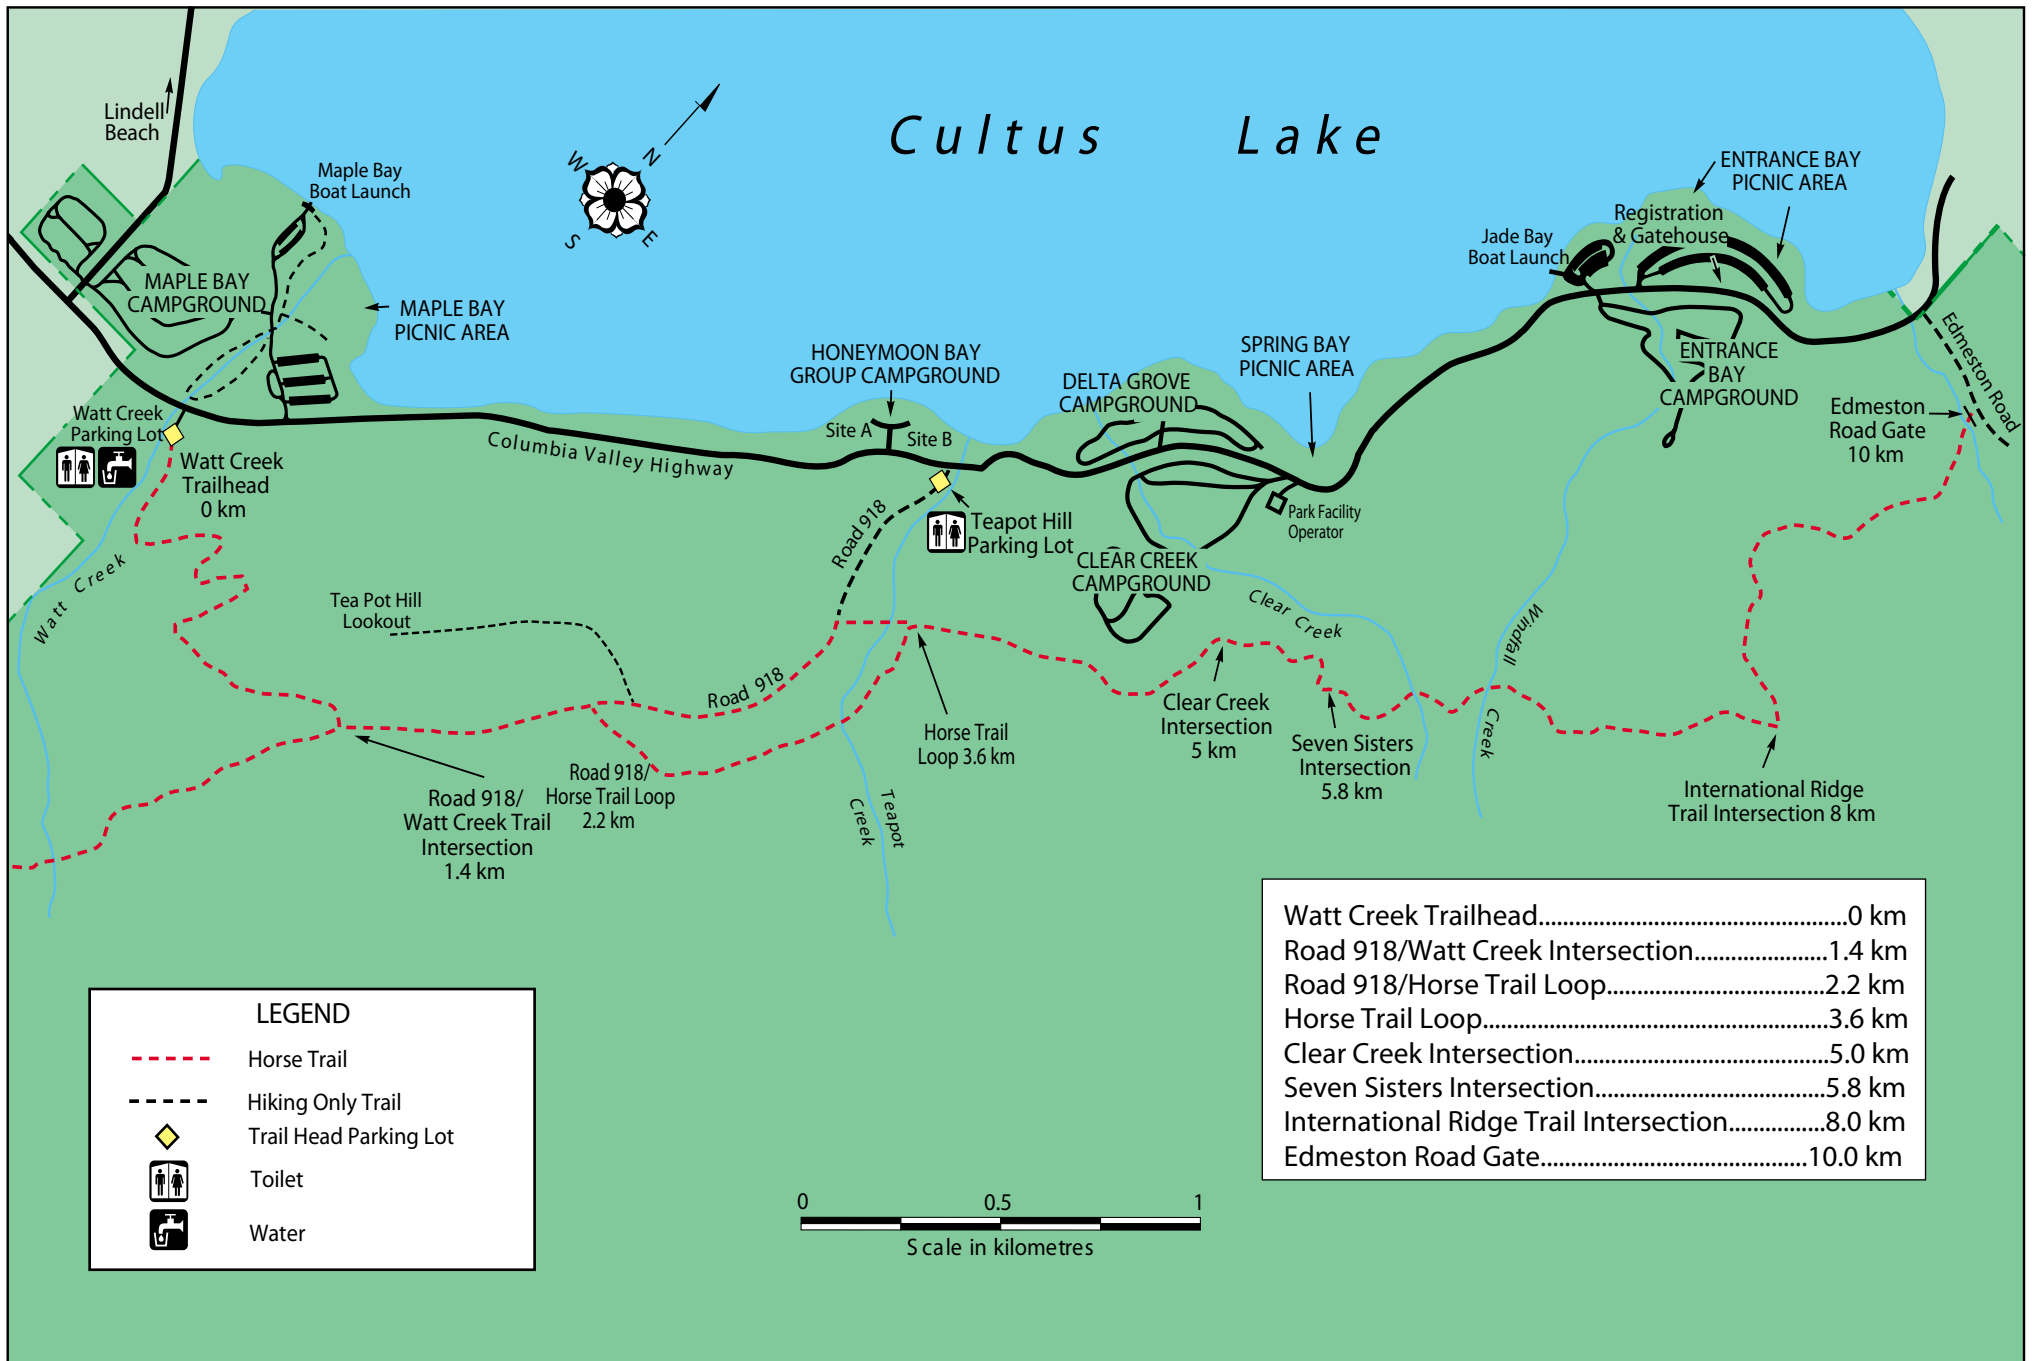 Cultus Lake
Lindell
Beach
Maple Bay
Boat Launch
W
N
S
E
ENTRANCE BAY
PICNIC AREA
Registration
& Gatehouse
Jade Bay
Boat Launch
MAPLE BAY
CAMPGROUND
MAPLE BAY
PICNIC AREA
HONEYMOON BAY
GROUP CAMPGROUND
Site A
Site B
DELTA GROVE
CAMPGROUND
SPRING BAY
PICNIC AREA
ENTRANCE
BAY
CAMPGROUND
Edmeston Road
Edmeston
Road Gate
10 km
Watt Creek
Parking Lot
Watt Creek
Trailhead
0 km
Columbia Valley Highway
Road 918
Teapot Hill
Parking Lot
Park Facility
Operator
CLEAR CREEK
CAMPGROUND
Clear Creek
Windfall
Creek
Watt Creek
Tea Pot Hill
Lookout
Road 918
Horse Trail
Loop 3.6 km
Clear Creek
Intersection
5 km
Seven Sisters
Intersection
5.8 km
International Ridge
Trail Intersection 8 km
Road 918/
Horse Trail Loop
2.2 km
Road 918/
Watt Creek Trail
Intersection
1.4 km
Teapot
Creek
Watt Creek Trailhead..............................................0 km
Road 918/Watt Creek Intersection......................1.4 km
Road 918/Horse Trail Loop....................................2.2 km
Horse Trail Loop.........................................................3.6 km
Clear Creek Intersection..........................................5.0 km
Seven Sisters Intersection......................................5.8 km
International Ridge Trail Intersection................8.0 km
Edmeston Road Gate............................................10.0 km
LEGEND
Horse Trail
Hiking Only Trail
Trail Head Parking Lot
Toilet
Water
0 0.5 1
Scale in kilometres